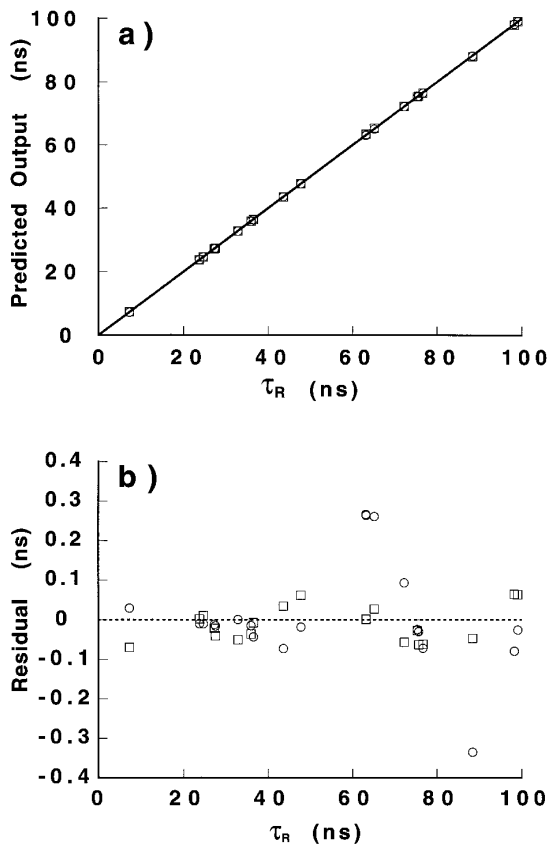 a)
Predicted Output (ns)
100
80
60
40
20
0
0 20 40 60 80 100
τR (ns)
b)
Residual (ns)
0.4
0.3
0.2
0.1
0
-0.1
-0.2
-0.3
-0.4
0 20 40 60 80 100
τR (ns)